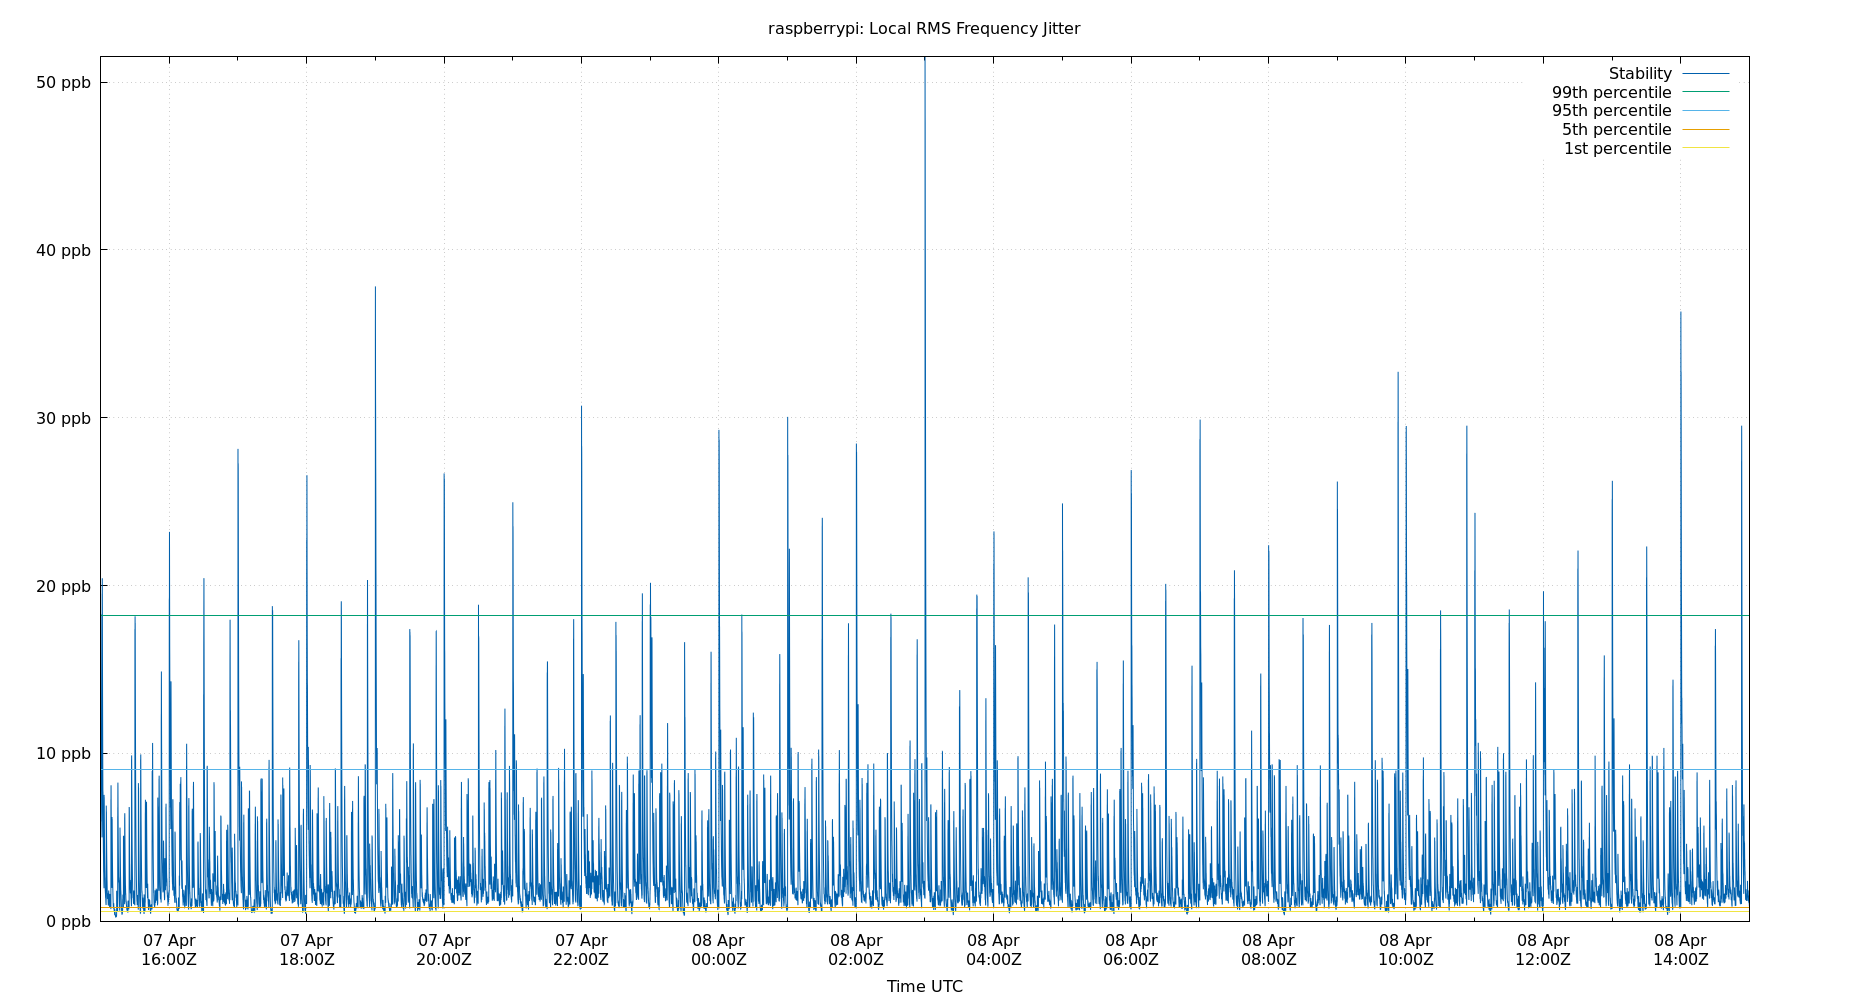 raspberrypi: Local RMS Frequency Jitter
50 ppb
40 ppb
30 ppb
20 ppb
10 ppb
0 ppb
Stability
99th percentile
95th percentile
5th percentile
1st percentile
07 Apr 07 Apr 07 Apr 07 Apr 08 Apr 08 Apr 08 Apr 08 Apr 08 Apr 08 Apr 08 Apr 08 Apr
16:00Z 18:00Z 20:00Z 22:00Z 00:00Z 02:00Z 04:00Z 06:00Z 08:00Z 10:00Z 12:00Z 14:00Z
Time UTC